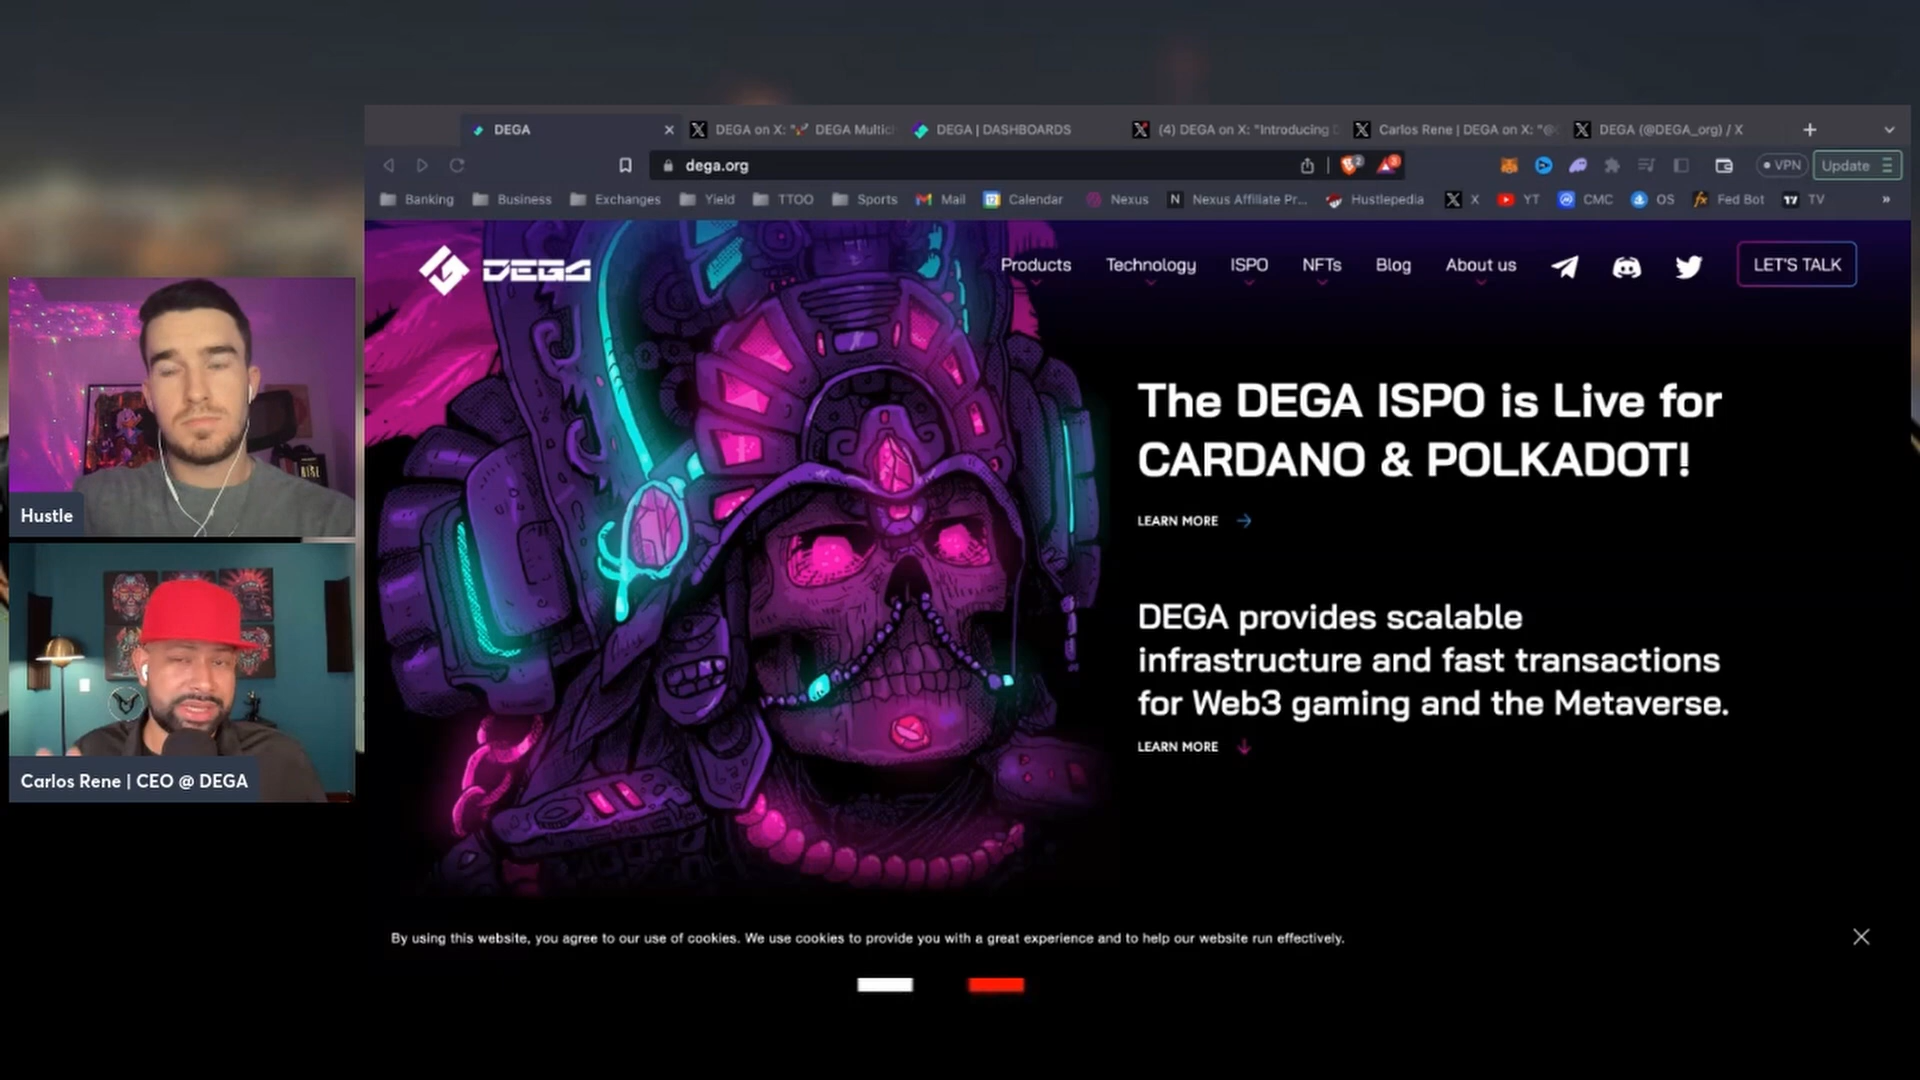 DEGA
DEGA on X: "🚀 DEGA Multich
DEGA | DASHBOARDS
(4) DEGA on X: "Introducing
Carlos Rene | DEGA on X: "@
DEGA (@DEGA_org) / X
dega.org
2
3
VPN
Update
Banking
Business
Exchanges
Yield
TTOO
Sports
Mail
Calendar
Nexus
Nexus Affiliate Pr...
Hustlepedia
X
YT
CMC
OS
Fed Bot
TV
»
DEGA
Products
Technology
ISPO
NFTs
Blog
About us
LET'S TALK
The DEGA ISPO is Live for
CARDANO & POLKADOT!
LEARN MORE
DEGA provides scalable
infrastructure and fast transactions
for Web3 gaming and the Metaverse.
LEARN MORE
Hustle
Carlos Rene | CEO @ DEGA
By using this website, you agree to our use of cookies. We use cookies to provide you with a great experience and to help our website run effectively.